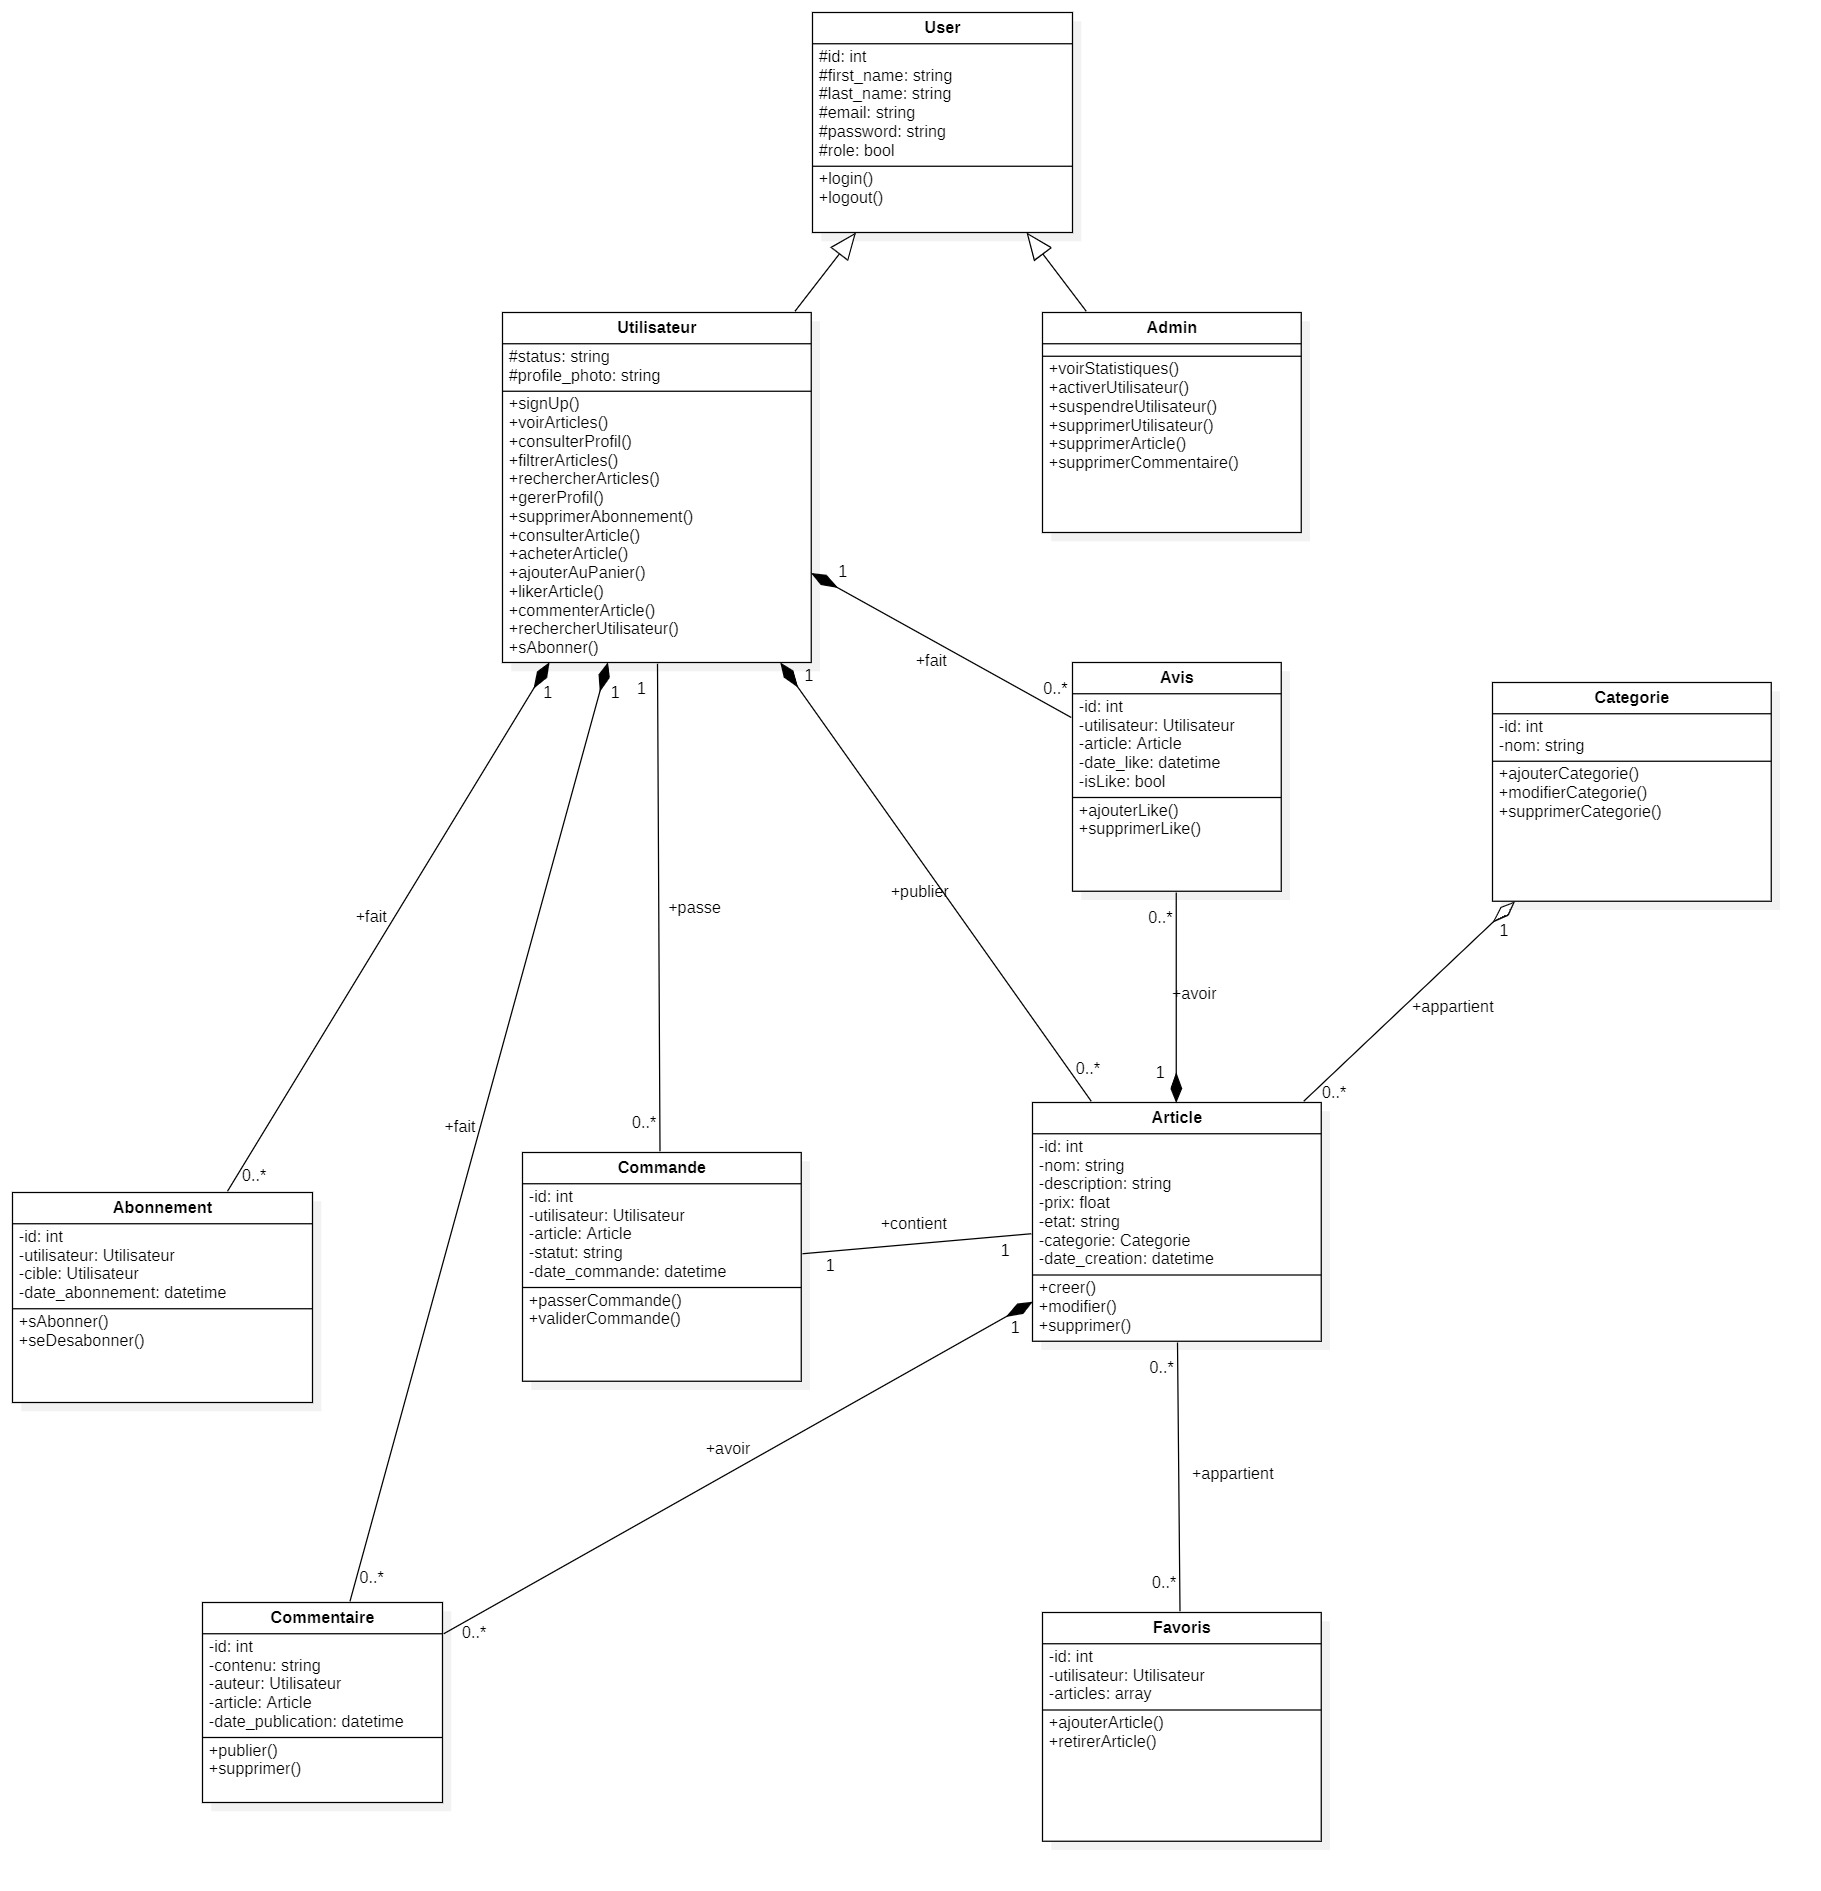 User
#id: int
#first_name: string
#last_name: string
#email: string
#password: string
#role: bool
+login()
+logout()
Utilisateur
#status: string
#profile_photo: string
+signUp()
+voirArticles()
+consulterProfil()
+filtrerArticles()
+rechercherArticles()
+gererProfil()
+supprimerAbonnement()
+consulterArticle()
+acheterArticle()
+ajouterAuPanier()
+likerArticle()
+commenterArticle()
+rechercherUtilisateur()
+sAbonner()
Admin
+voirStatistiques()
+activerUtilisateur()
+suspendreUtilisateur()
+supprimerUtilisateur()
+supprimerArticle()
+supprimerCommentaire()
1
+fait
0..*
1
1
1
1
Avis
-id: int
-utilisateur: Utilisateur
-article: Article
-date_like: datetime
-isLike: bool
+ajouterLike()
+supprimerLike()
Categorie
-id: int
-nom: string
+ajouterCategorie()
+modifierCategorie()
+supprimerCategorie()
+fait
+passe
+publier
0..*
1
+avoir
+appartient
+fait
0..*
0..*
0..*
1
0..*
Abonnement
-id: int
-utilisateur: Utilisateur
-cible: Utilisateur
-date_abonnement: datetime
+sAbonner()
+seDesabonner()
Commande
-id: int
-utilisateur: Utilisateur
-article: Article
-statut: string
-date_commande: datetime
+passerCommande()
+validerCommande()
+contient
1
1
Article
-id: int
-nom: string
-description: string
-prix: float
-etat: string
-categorie: Categorie
-date_creation: datetime
+creer()
+modifier()
+supprimer()
1
0..*
+avoir
+appartient
0..*
0..*
0..*
Commentaire
-id: int
-contenu: string
-auteur: Utilisateur
-article: Article
-date_publication: datetime
+publier()
+supprimer()
Favoris
-id: int
-utilisateur: Utilisateur
-articles: array
+ajouterArticle()
+retirerArticle()